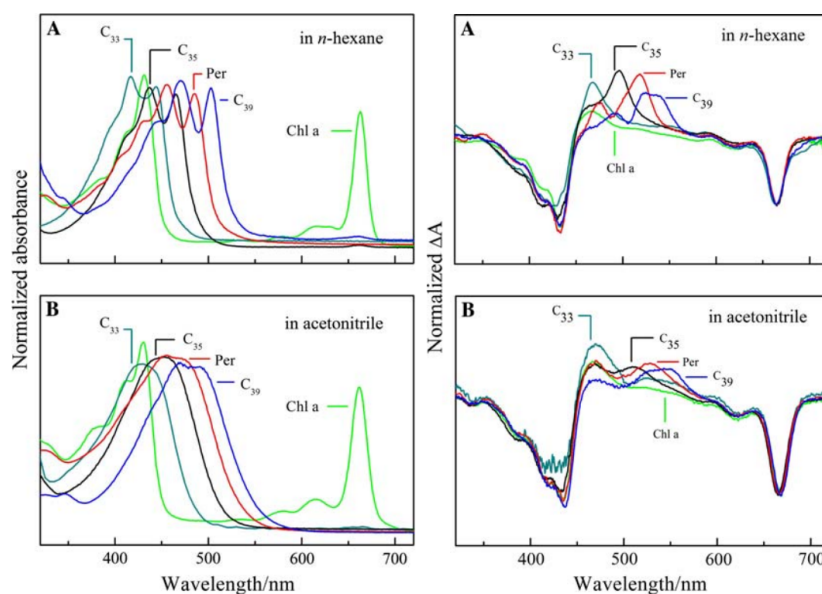 A
in n-hexane
C33
C35
Per
C39
Chl a
B
in acetonitrile
C33
C35
Per
C39
Chl a
Normalized absorbance
400 500 600 700
Wavelength/nm
A
in n-hexane
C33
C35
Per
C39
Chl a
B
in acetonitrile
C33
C35
Per
C39
Chl a
Normalized ΔA
400 500 600 700
Wavelength/nm